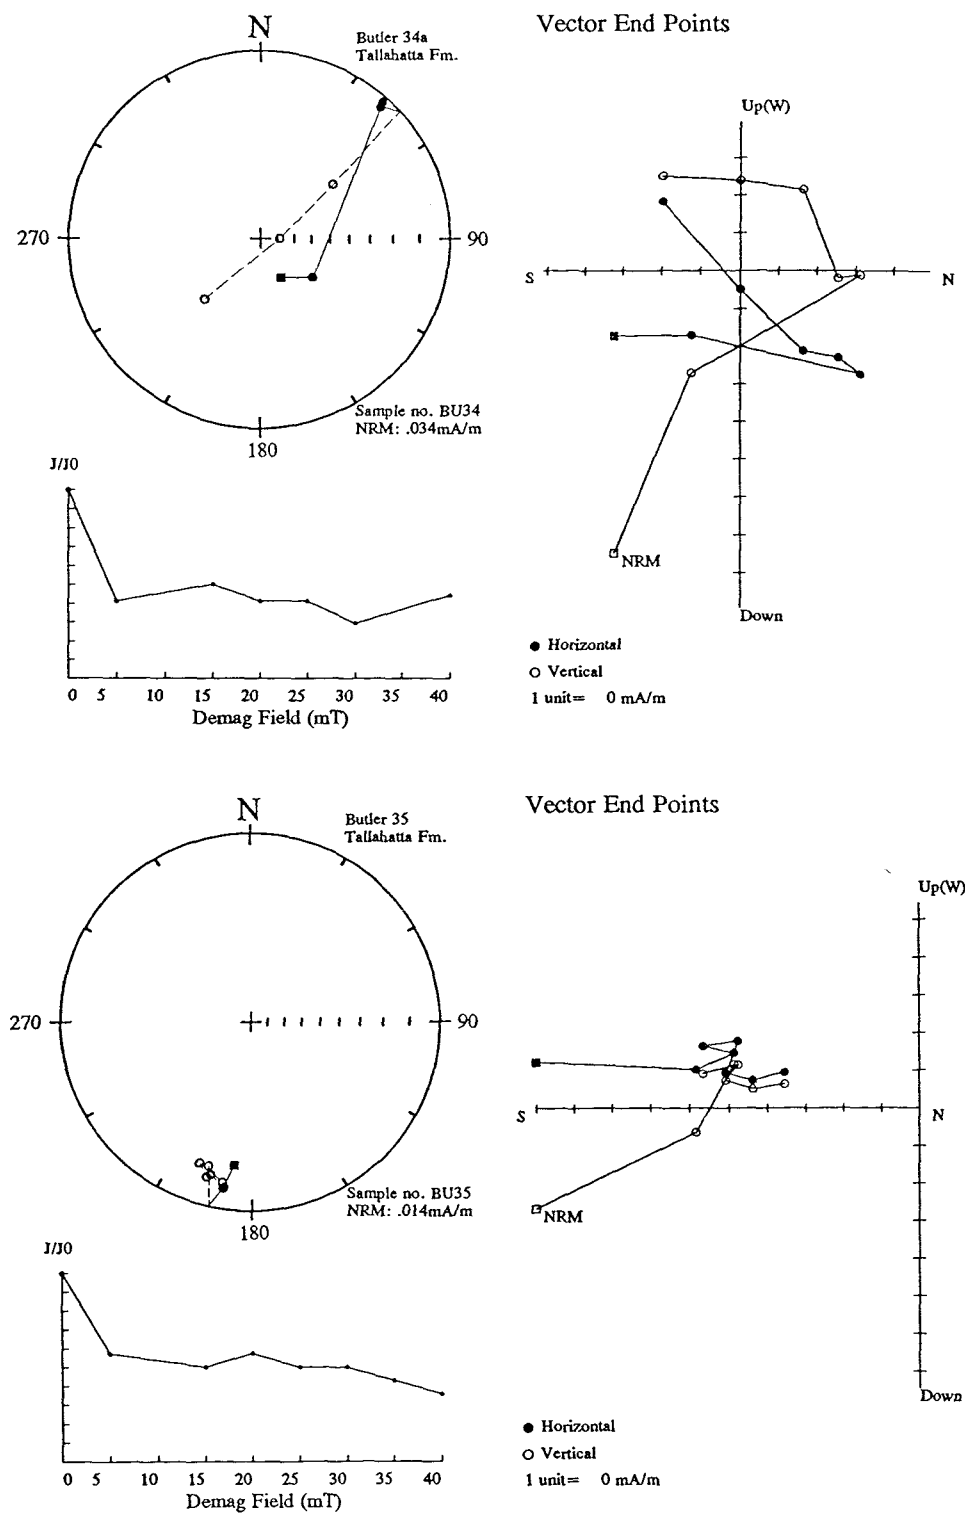 N
Butler 34a
Tallahatta Fm.
270
90
180
Sample no. BU34
NRM: .034mA/m
Vector End Points
Up(W)
S
N
NRM
Down
● Horizontal
○ Vertical
1 unit= 0 mA/m
J/J0
0 5 10 15 20 25 30 35 40
Demag Field (mT)
N
Butler 35
Tallahatta Fm.
270
90
180
Sample no. BU35
NRM: .014mA/m
Vector End Points
Up(W)
S
N
NRM
Down
● Horizontal
○ Vertical
1 unit= 0 mA/m
J/J0
0 5 10 15 20 25 30 35 40
Demag Field (mT)